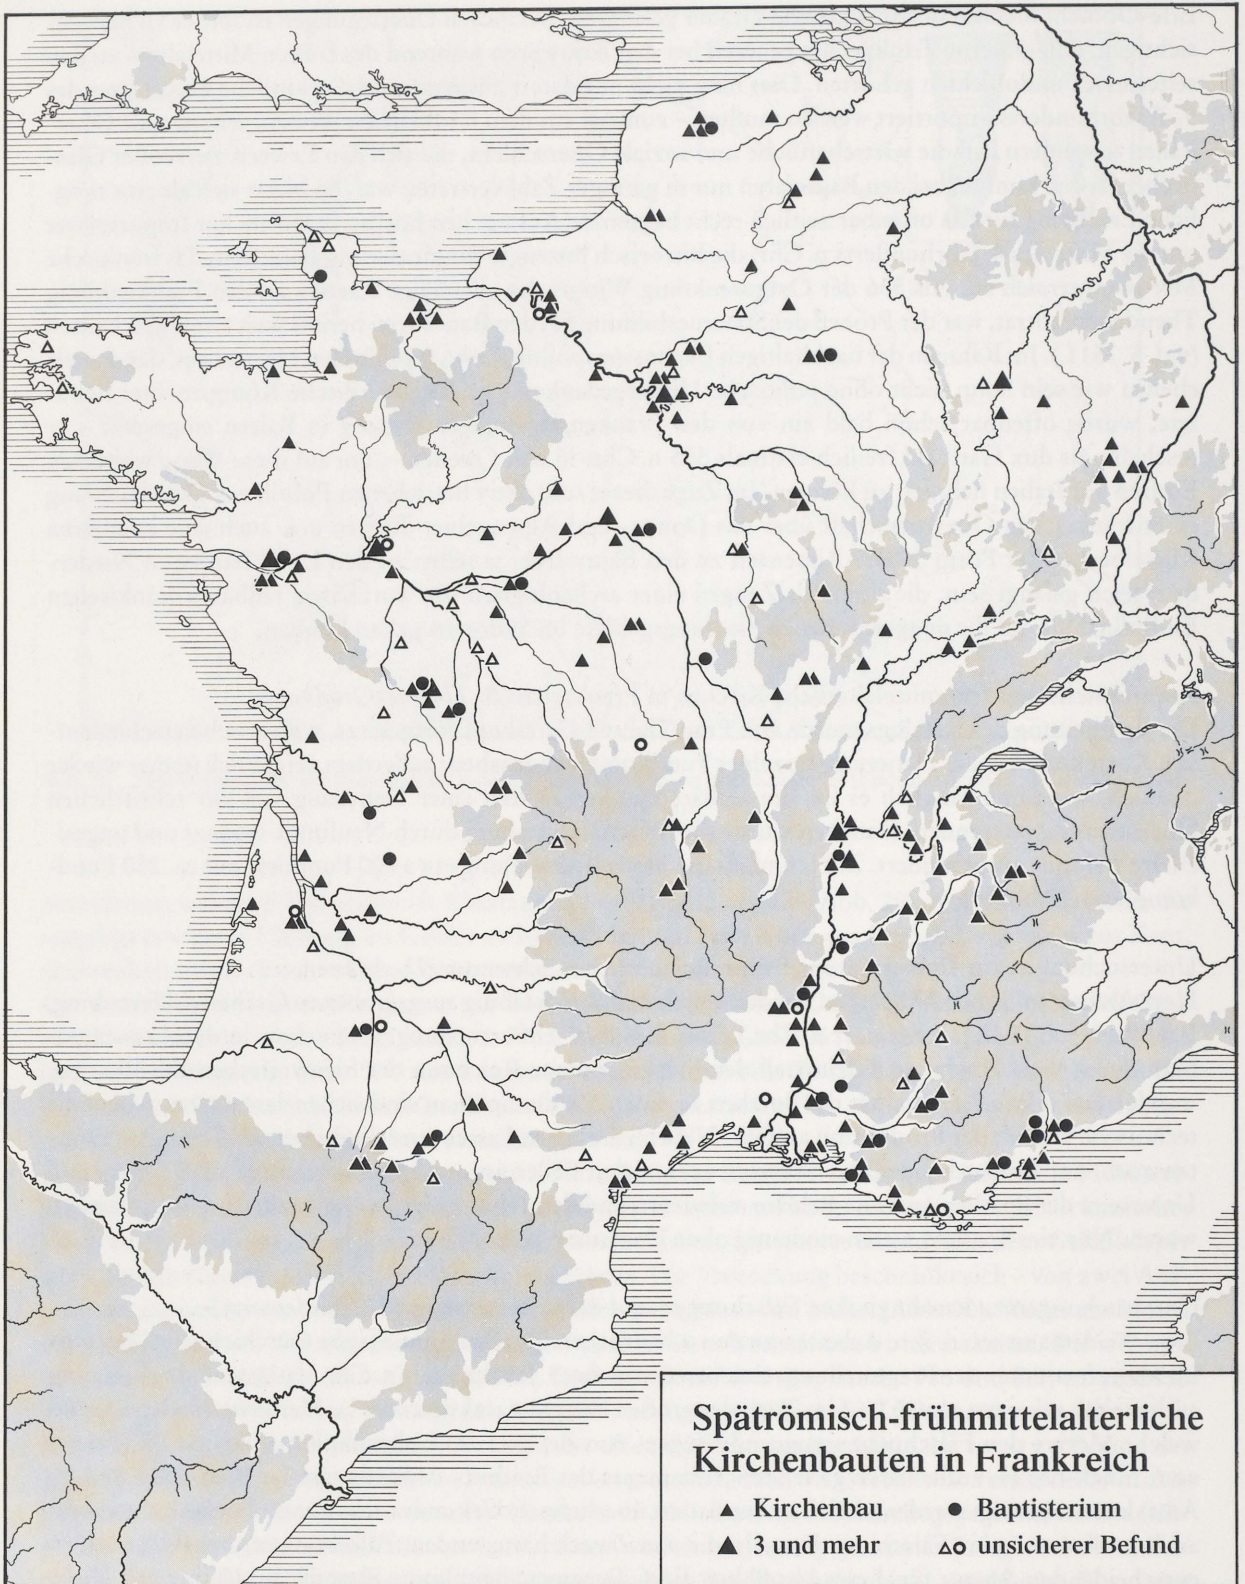 Spätrömisch-frühmittelalterliche
Kirchenbauten in Frankreich
▲ Kirchenbau ● Baptisterium
▲ 3 und mehr △○ unsicherer Befund